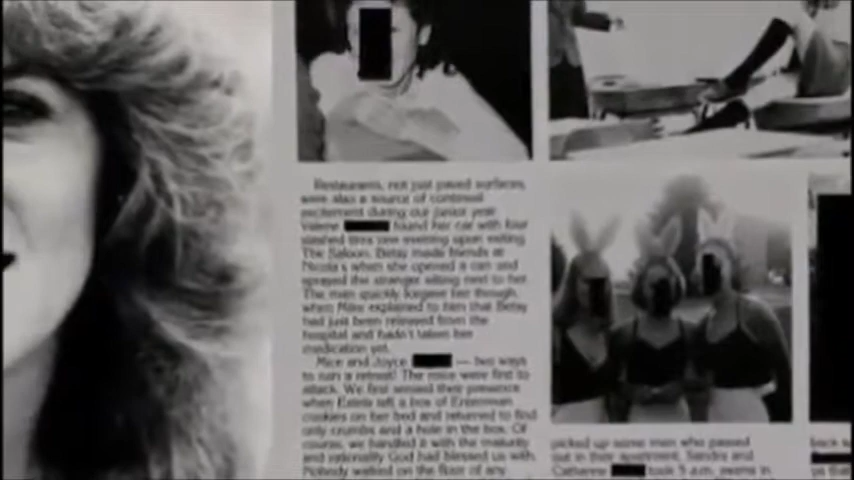 Restaurants, not just paved surfaces,
were also a source of continual
excitement during our junior year.
Valerie found her car with four
slashed tires one evening upon exiting
The Saloon. Betsy made friends at
Nicola's when she opened a can and
sprayed the stranger sitting next to her.
The man quickly forgave her though,
when Mike explained to him that Betsy
had just been released from the
hospital and hadn't taken her
medication yet.
Mice and Joyce — two ways
to ruin a retreat! The mice were first to
attack. We first sensed their presence
when Estela left a box of Entenmann
cookies on her bed and returned to find
only crumbs and a hole in the box. Of
course, we handled it with the maturity
and rationality God had blessed us with.
Nobody walked on the floor of any
picked up some men who passed
out in their apartment. Sandra and
Catherine took 5 a.m. swims in
back